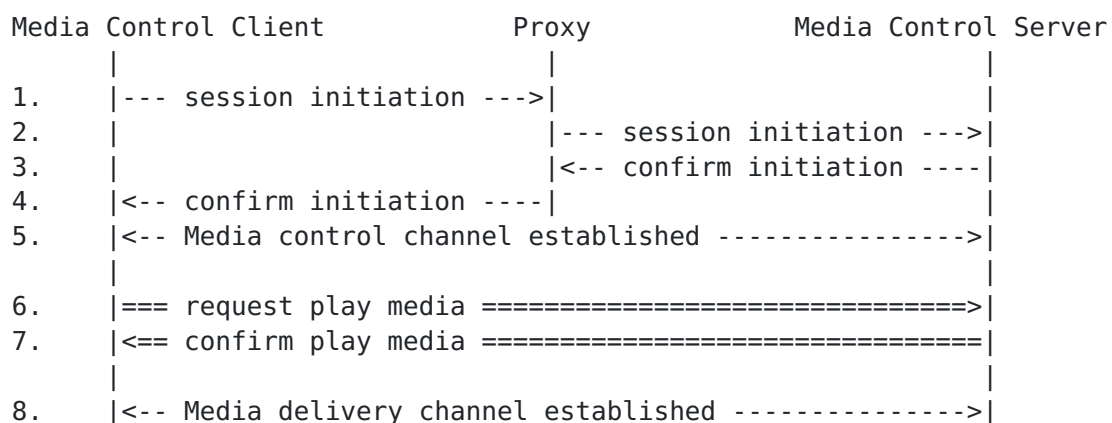 Media Control Client            Proxy             Media Control Server
      |                           |                           |
1.    |--- session initiation --->|                           |
2.    |                           |--- session initiation --->|
3.    |                           |<-- confirm initiation ----|
4.    |<-- confirm initiation ----|                           |
5.    |<-- Media control channel established ---------------->|
      |                                                       |
6.    |=== request play media ===============================>|
7.    |<== confirm play media ================================|
      |                                                       |
8.    |<-- Media delivery channel established --------------->|